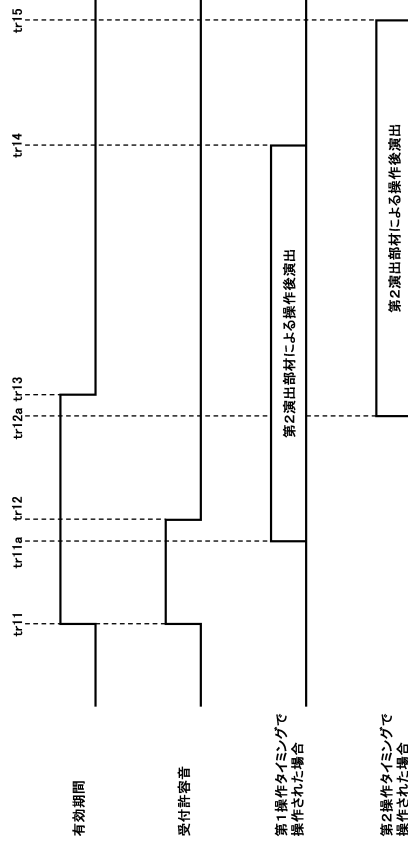 tr11
tr11a
tr12
tr12a
tr13
tr14
tr15
有効期間
受付許容音
第1操作タイミングで
操作された場合
第2演出部材による操作後演出
第2操作タイミングで
操作された場合
第2演出部材による操作後演出